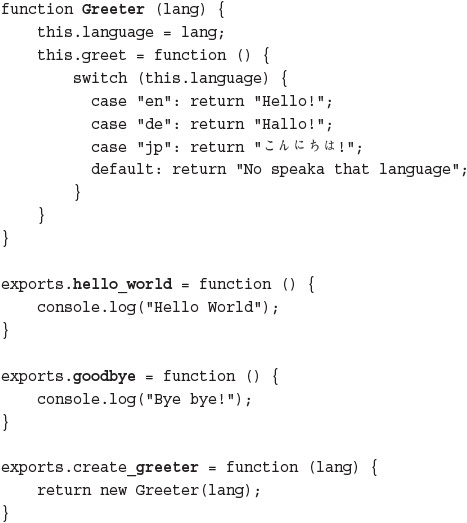 function Greeter (lang) {
    this.language = lang;
    this.greet = function () {
        switch (this.language) {
          case "en": return "Hello!";
          case "de": return "Hallo!";
          case "jp": return "こんにちは!";
          default: return "No speaka that language";
        }
    }
}

exports.hello_world = function () {
    console.log("Hello World");
}

exports.goodbye = function () {
    console.log("Bye bye!");
}

exports.create_greeter = function (lang) {
    return new Greeter(lang);
}